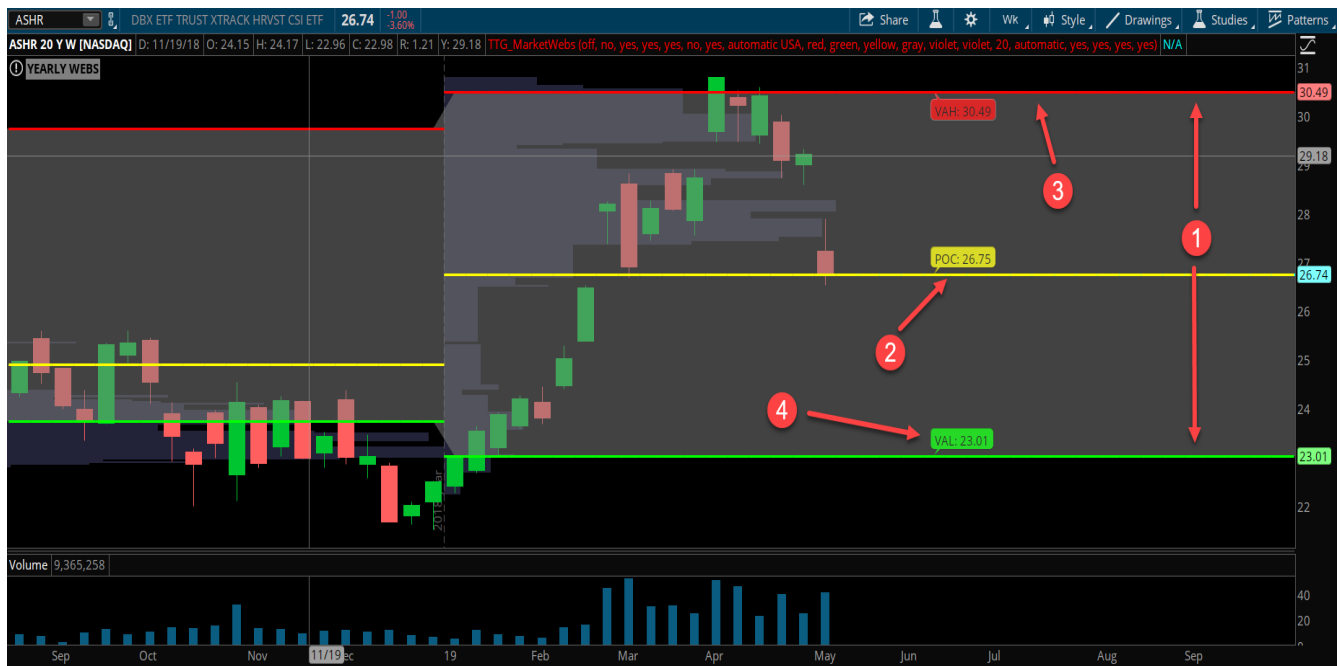 ASHR DBX ETF TRUST XTRACK HRVST CSI ETF 26.74 -1.00 -3.60% Share Wk Style Drawings Studies Patterns
ASHR 20 Y W [NASDAQ] D: 11/19/18 O: 24.15 H: 24.17 L: 22.96 C: 22.98 R: 1.21 Y: 29.18 TTG_MarketWebs (off, no, yes, yes, yes, no, yes, automatic USA, red, green, yellow, gray, violet, violet, 20, automatic, yes, yes, yes, yes) N/A
YEARLY WEBS
31
30.49
VAH: 30.49
30
3
29.18
29
28
1
27
POC: 26.75
26.74
2
26
25
4
24
VAL: 23.01
23.01
22
Volume 9,365,258
40
20
Sep Oct Nov 11/19 ec 19 Feb Mar Apr May Jun Jul Aug Sep